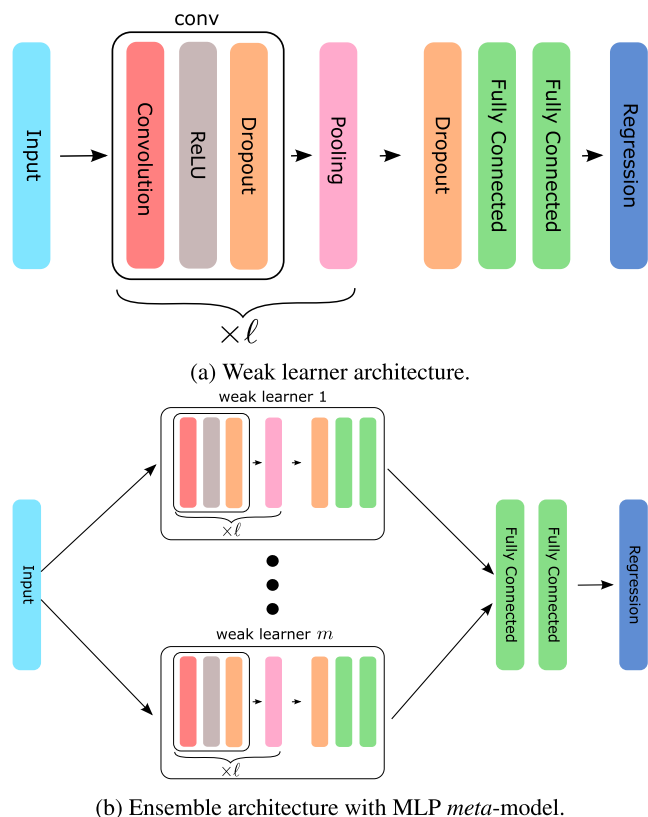 conv
Input
Convolution
ReLU
Dropout
Pooling
Dropout
Fully Connected
Fully Connected
Regression
×ℓ
(a) Weak learner architecture.
weak learner 1
×ℓ
Input
Fully Connected
Fully Connected
Regression
weak learner m
×ℓ
(b) Ensemble architecture with MLP meta-model.